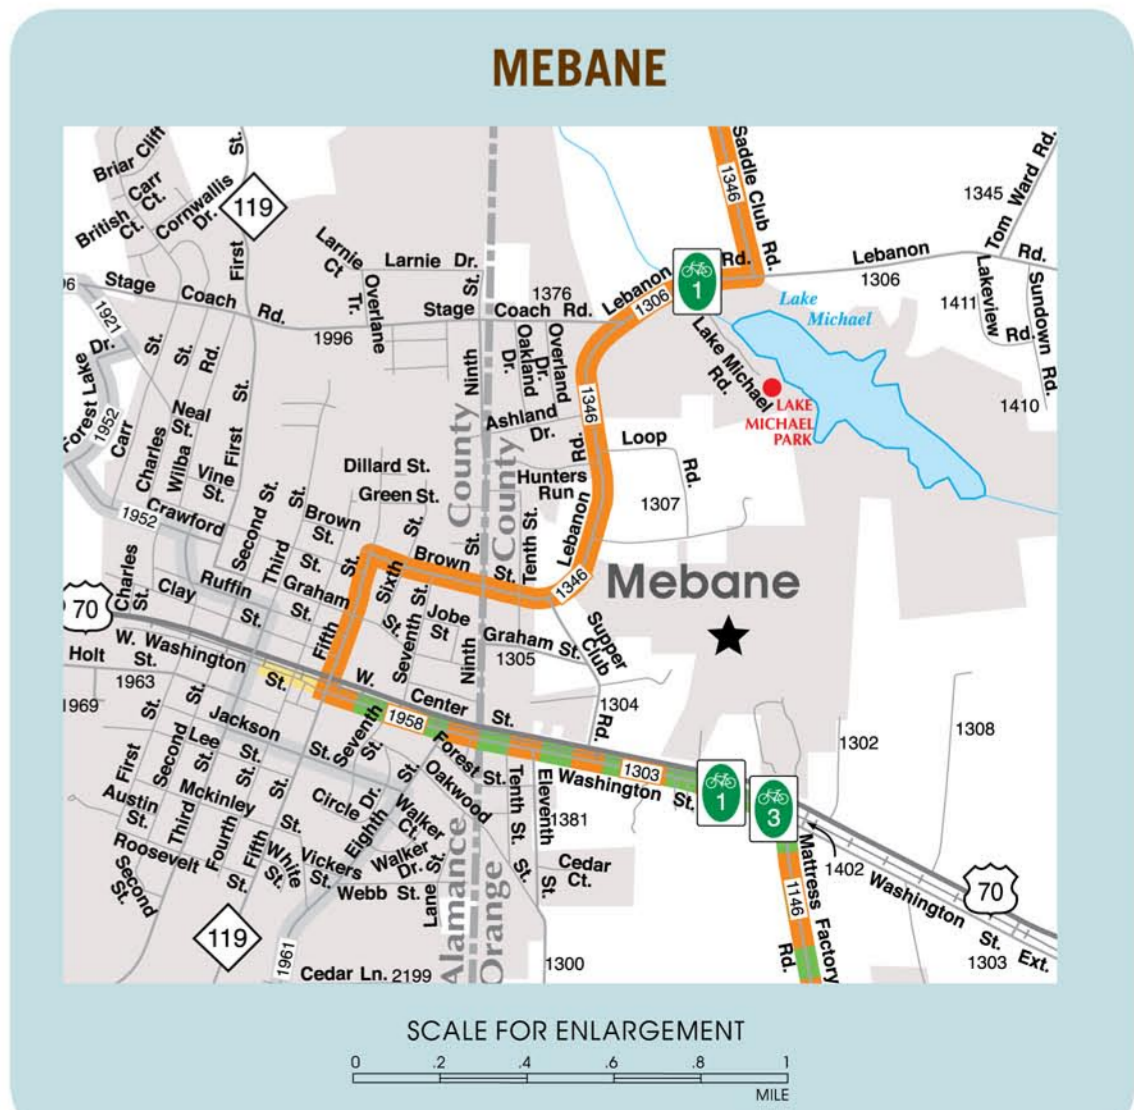 MEBANE
Briar Cliff
Carr
Ct.
British
Ct.
Cornwallis
Dr.
119
First
St.
Saddle Club Rd.
1346
1345
Tom Ward Rd.
Larnie
Ct
Larnie Dr.
Overlane
Tr.
St.
Ninth
1376
Lebanon
Rd.
1306
1
Lebanon
1306
Rd.
Lake
Michael
1411
Lakeview
Rd.
Sundown
Rd.
1410
96
Stage
Coach
Rd.
1996
Stage
Coach Rd.
1921
Forest Lake
Dr.
1952
Carr
St.
Charles
St.
Wilba
Rd.
Neal
St.
Vine
St.
First
St.
Oakland
Dr.
Overland
Dr.
Ashland
Dr.
1346
Lake Michael
Rd.
LAKE
MICHAEL
PARK
Loop
Rd.
1307
Hunters
Run
Lebanon
Rd.
Dillard St.
Green St.
County
County
1952
Crawford
St.
Second St.
Third
St.
Brown
St.
Brown
St.
St.
Tenth St.
1346
Mebane
70
Charles
St.
Clay
St.
Ruffin
St.
Graham
St.
Fifth
St.
Sixth
St.
Seventh St.
Jobe
St
Ninth
Graham St.
1305
Supper
Club
Rd.
1304
W. Washington
St.
Holt
St.
1963
1969
W.
Center
St.
1958
1303
Washington
St.
1
3
1302
1308
First
St.
Second
St.
Lee
St.
Jackson
St.
Seventh
St.
Forest
St.
Oakwood
St.
Tenth St.
Eleventh
St.
1381
Austin
St.
Mckinley
St.
Circle Dr.
Eighth
St.
Walker
Ct.
Walker
Dr.
Roosevelt
St.
Third
Fourth
St.
Fifth
St.
White
St.
Vickers
St.
Webb St.
Lane
St.
Cedar
Ct.
Second
St.
Alamance
Orange
119
1961
Cedar Ln. 2199
1300
1402
Mattress Factory
Rd.
1146
Washington
St.
Ext.
1303
70
SCALE FOR ENLARGEMENT
0 .2 .4 .6 .8 1
MILE